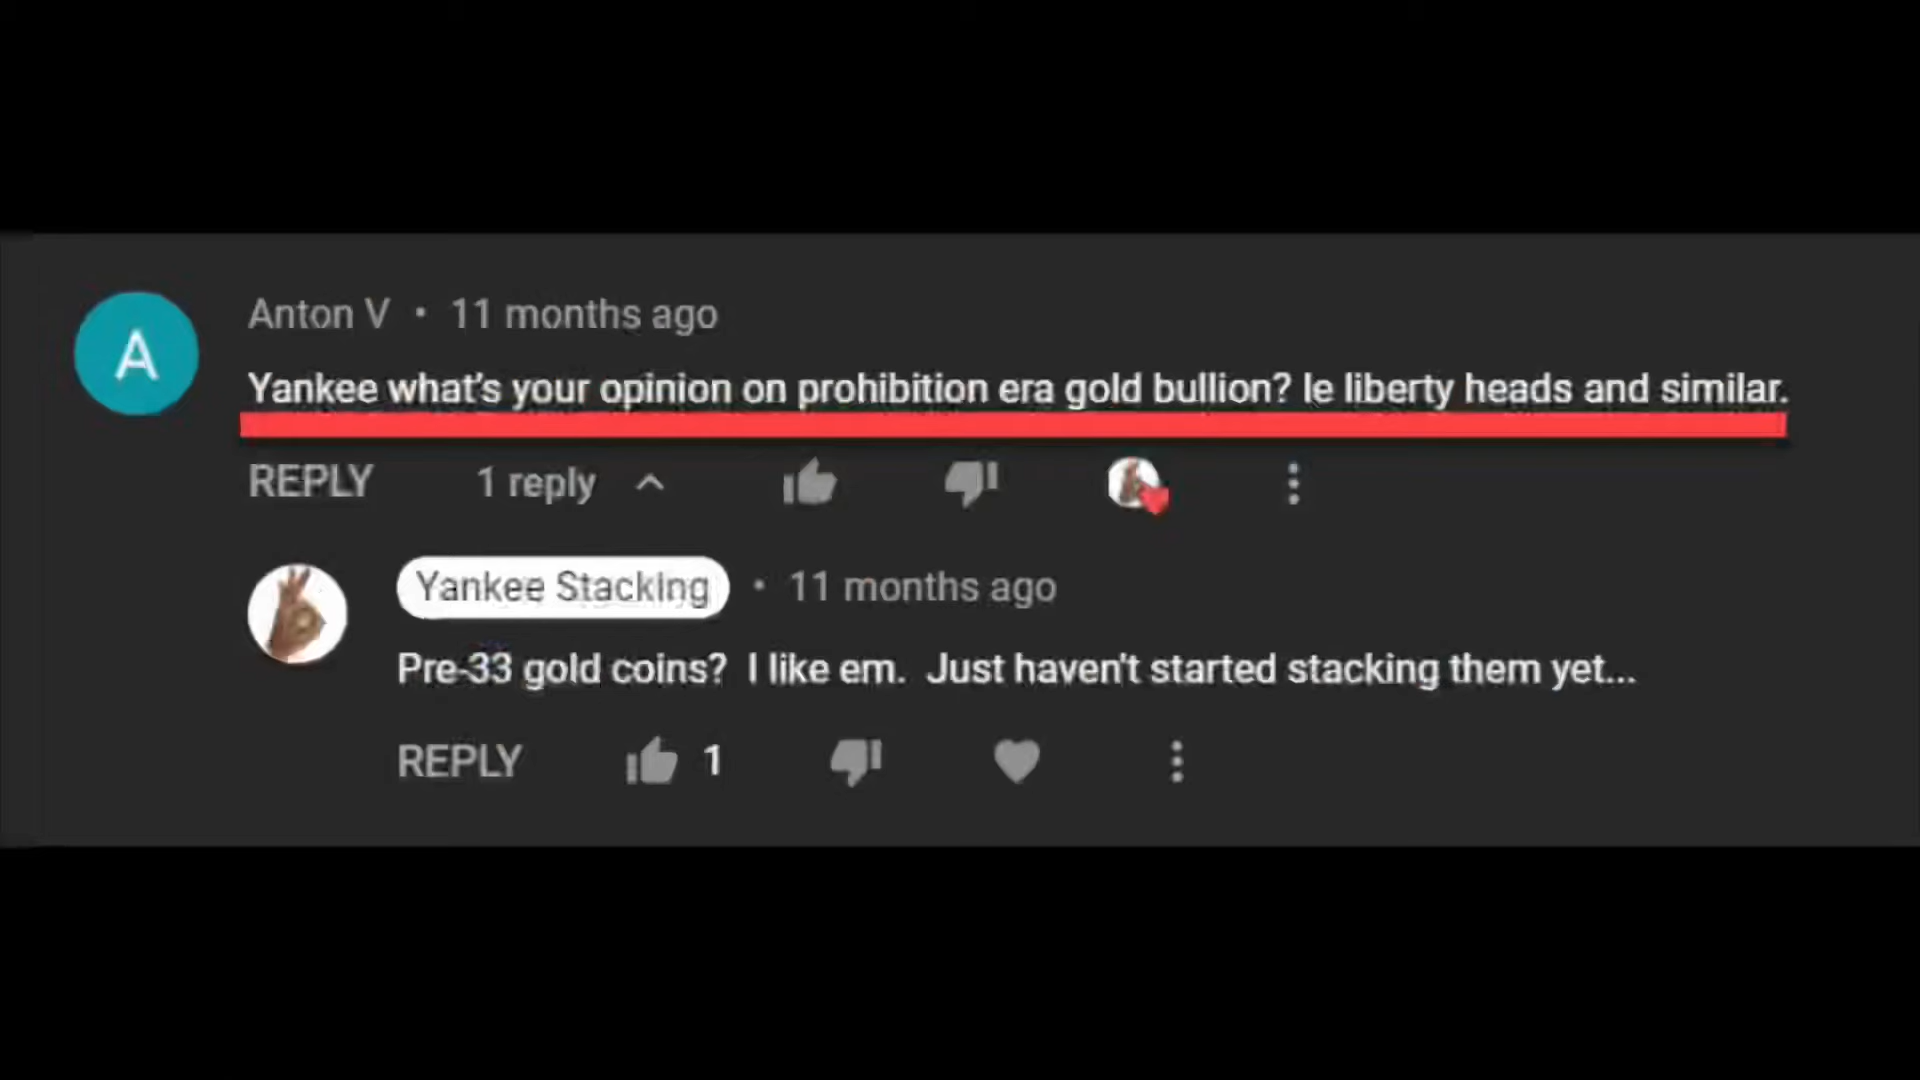 A
Anton V • 11 months ago
Yankee what's your opinion on prohibition era gold bullion? Ie liberty heads and similar.
REPLY 1 reply
Yankee Stacking • 11 months ago
Pre-33 gold coins? I like em. Just haven't started stacking them yet...
REPLY 1